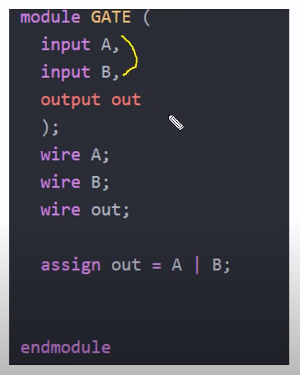 module GATE (
input A,
input B,
output out
);
wire A;
wire B;
wire out;
assign out = A | B;
endmodule